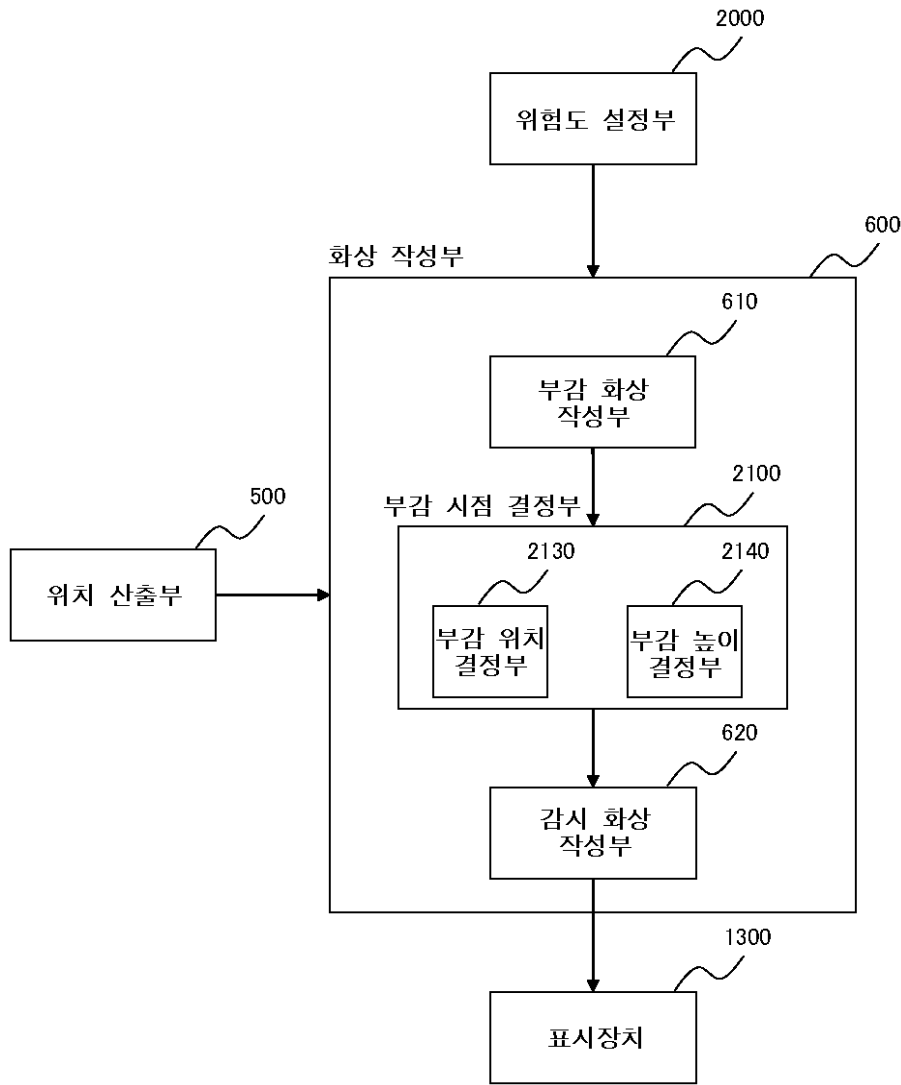 2000
위험도 설정부
600
화상 작성부
610
부감 화상
작성부
2100
부감 시점 결정부
500
위치 산출부
2130
2140
부감 위치
결정부
부감 높이
결정부
620
감시 화상
작성부
1300
표시장치